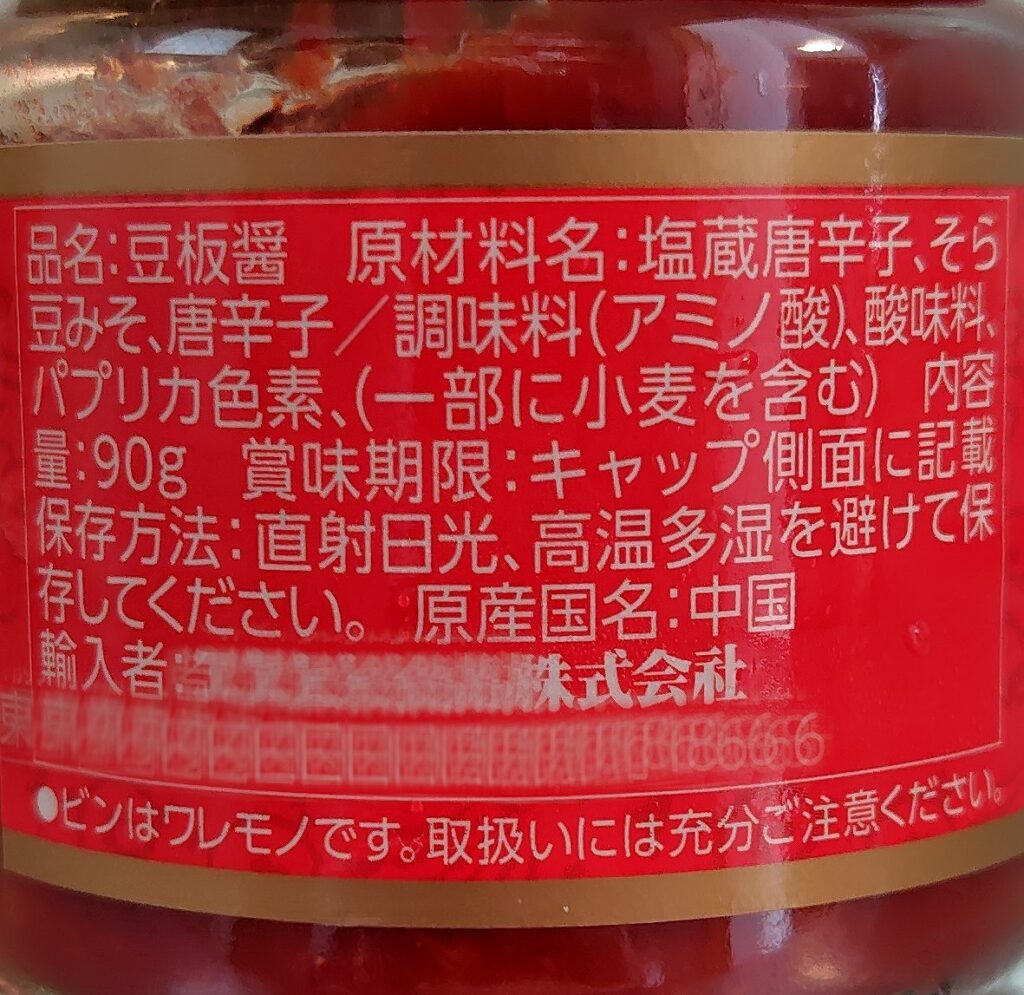 品名:豆板醤　原材料名:塩蔵唐辛子、そら
豆みそ、唐辛子／調味料(アミノ酸)、酸味料、
パプリカ色素、(一部に小麦を含む)　内容
量:90g　賞味期限:キャップ側面に記載
保存方法:直射日光、高温多湿を避けて保
存してください。　原産国名:中国
輸入者:株式会社
●ビンはワレモノです。取扱いには充分ご注意ください。